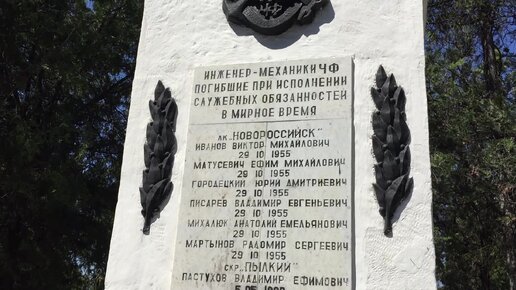 ИНЖЕНЕР-МЕХАНИКИ ЧФ
ПОГИБШИЕ ПРИ ИСПОЛНЕНИИ
СЛУЖЕБНЫХ ОБЯЗАННОСТЕЙ
В МИРНОЕ ВРЕМЯ
ЛК. „НОВОРОССИЙСК"
ИВАНОВ ВИКТОР МИХАЙЛОВИЧ
29 10 1955
МАТУСЕВИЧ ЕФИМ МИХАЙЛОВИЧ
29 10 1955
ГОРОДЕЦКИЙ ЮРИЙ ДМИТРИЕВИЧ
29 10 1955
ПИСАРЕВ ВЛАДИМИР ЕВГЕНЬЕВИЧ
29 10 1955
МИХАЛЮК АНАТОЛИЙ ЕМЕЛЬЯНОВИЧ
29 10 1955
МАРТЫНОВ РАДОМИР СЕРГЕЕВИЧ
29 10 1955
СКР „ПЫЛКИЙ"
ПАСТУХОВ ВЛАДИМИР ЕФИМОВИЧ